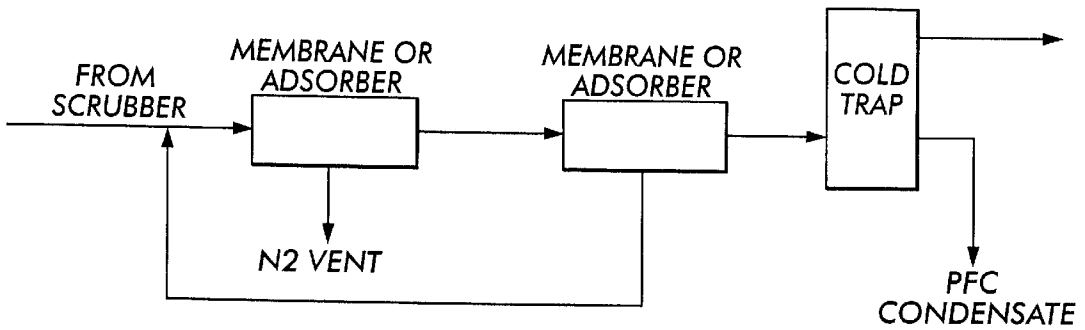 FROM
SCRUBBER
MEMBRANE OR
ADSORBER
MEMBRANE OR
ADSORBER
COLD
TRAP
N2 VENT
PFC
CONDENSATE